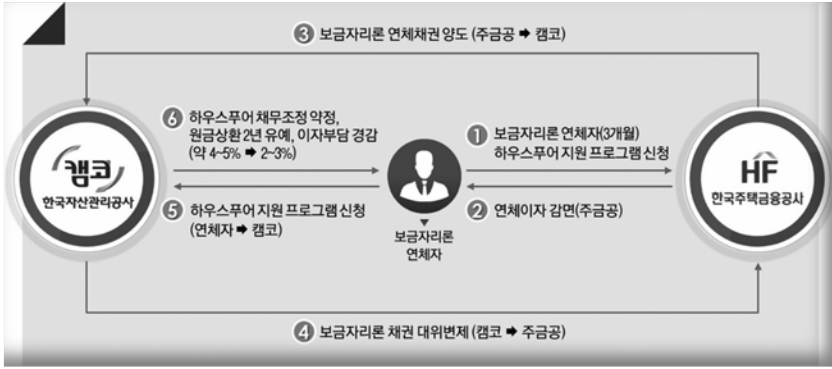 ③ 보금자리론 연체채권 양도 (주금공 ➡ 캠코)
⑥ 하우스푸어 채무조정 약정,
원금상환 2년 유예, 이자부담 경감
(약 4~5% ➡ 2~3%)
① 보금자리론 연체자(3개월)
하우스푸어 지원 프로그램 신청
캠코
한국자산관리공사
HF
한국주택금융공사
⑤ 하우스푸어 지원 프로그램 신청
(연체자 ➡ 캠코)
② 연체이자 감면(주금공)
보금자리론
연체자
④ 보금자리론 채권 대위변제 (캠코 ➡ 주금공)